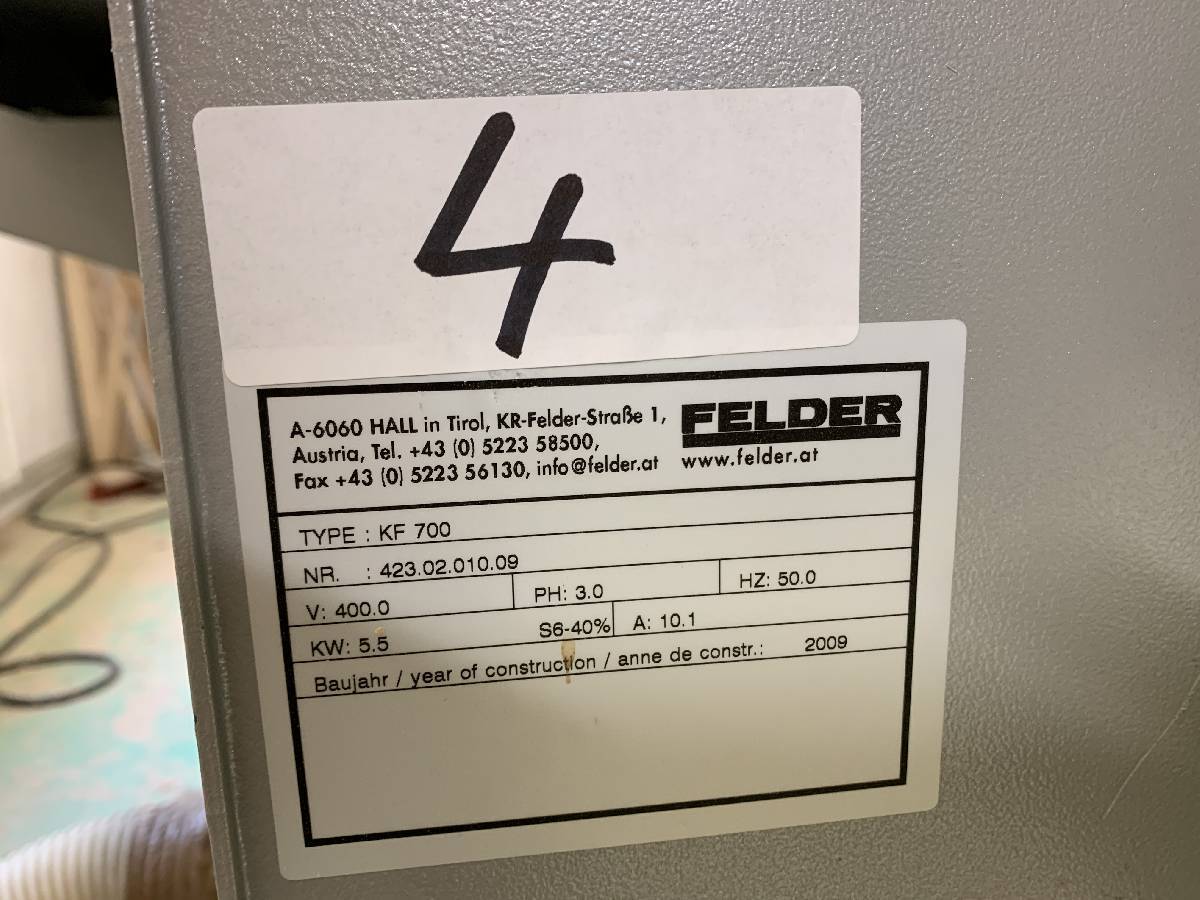 4
A-6060 HALL in Tirol, KR-Felder-Straße 1,
Austria, Tel. +43 (0) 5223 58500,
Fax +43 (0) 5223 56130, info@felder.at
FELDER
www.felder.at
TYPE : KF 700
NR. : 423.02.010.09
V: 400.0 PH: 3.0 HZ: 50.0
KW: 5.5 S6-40% A: 10.1
Baujahr / year of construction / anne de constr.: 2009